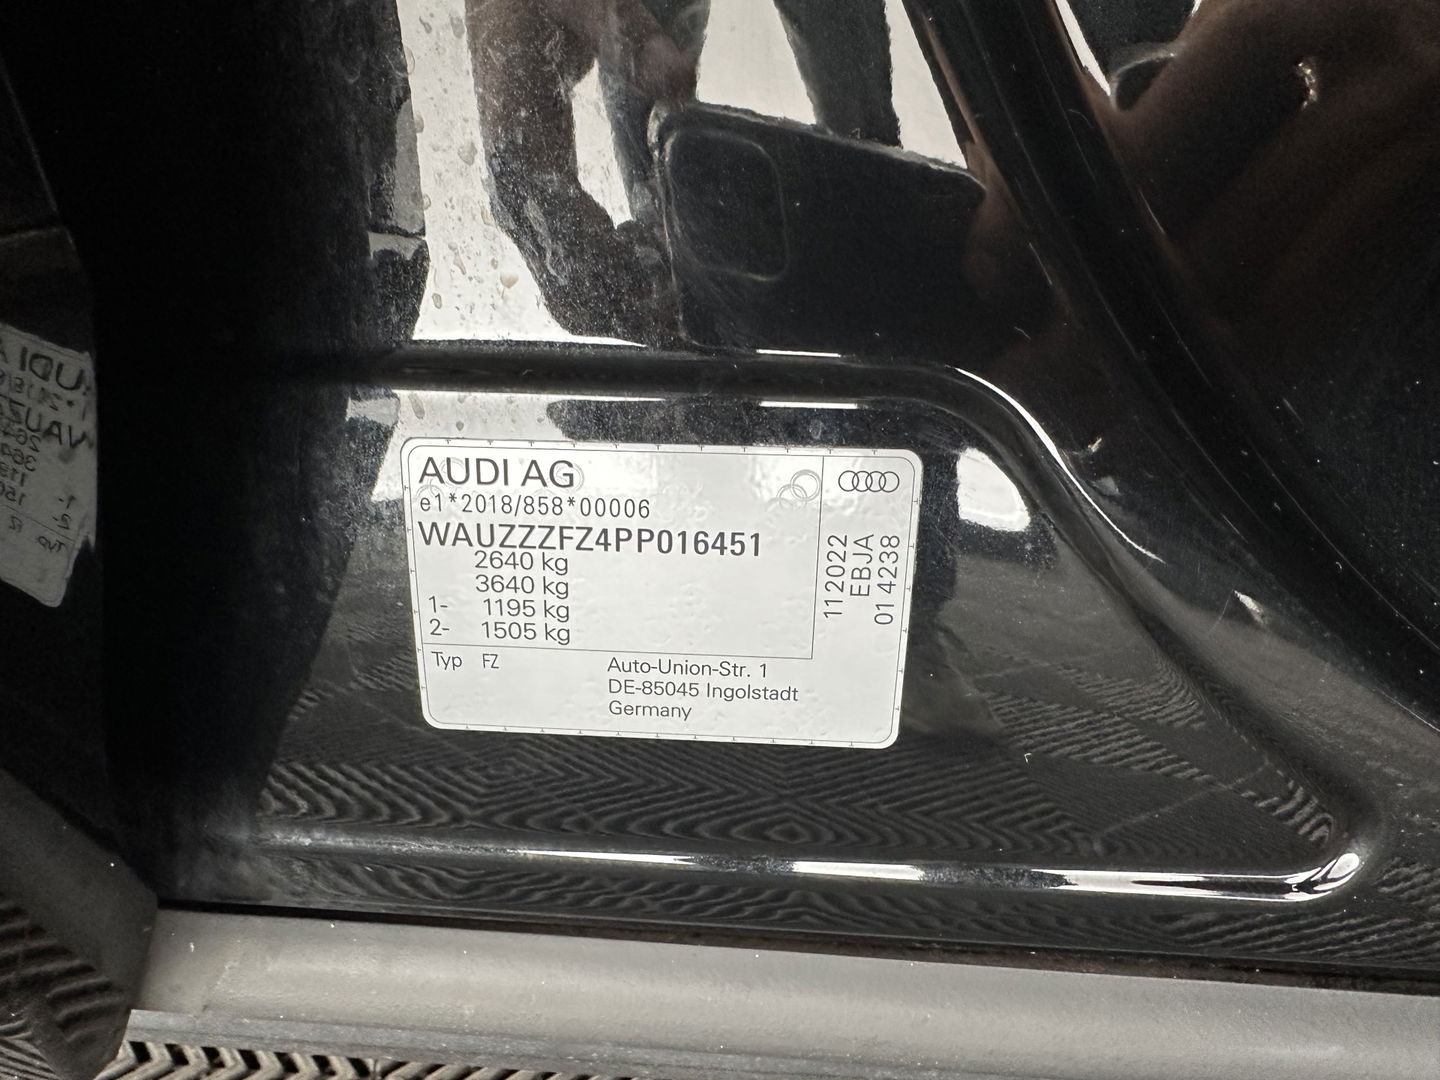 AUDI AG
e1*2018/858*00006
WAUZZZFZ4PP016451
2640 kg
3640 kg
1- 1195 kg
2- 1505 kg
Typ FZ
Auto-Union-Str. 1
DE-85045 Ingolstadt
Germany
112022
EBJA
01 4238